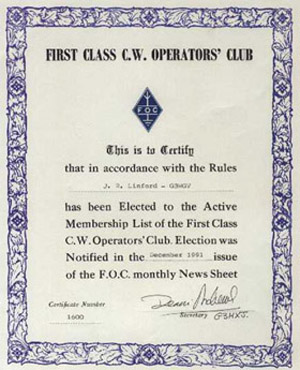 FIRST CLASS C.W. OPERATORS' CLUB
F.O.C
This is to Certify
that in accordance with the Rules
J. R. Linford - G3WGV
has been Elected to the Active
Membership List of the First Class
C.W. Operators' Club. Election was
Notified in the December 1991 issue
of the F.O.C. monthly News Sheet
Certificate Number
1600
Secretary G3MXJ.